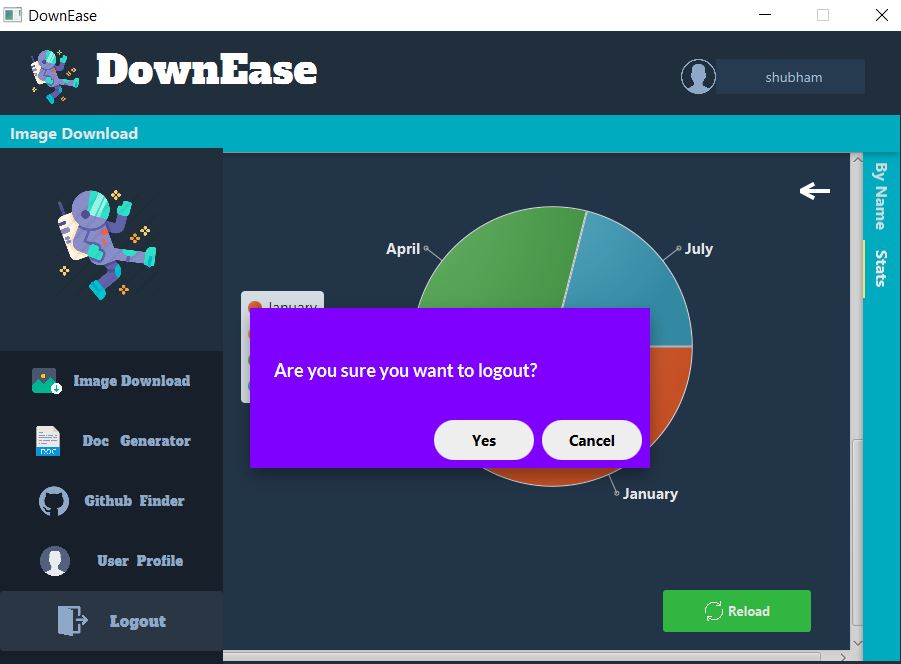 DownEase
DownEase
shubham
Image Download
By Name
Stats
April
July
January
Are you sure you want to logout?
Yes
Cancel
January
Image Download
Doc Generator
DOC
Github Finder
User Profile
Logout
Reload